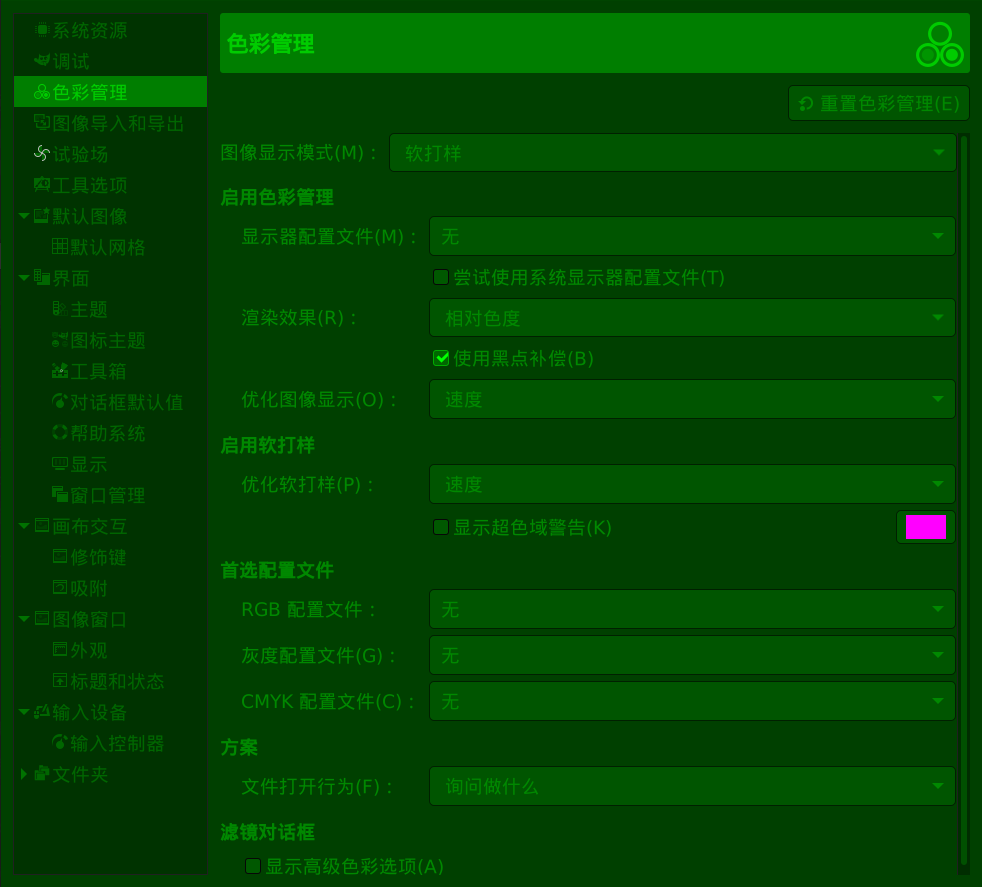 系统资源
调试
色彩管理
图像导入和导出
试验场
工具选项
默认图像
默认网格
界面
主题
图标主题
工具箱
对话框默认值
帮助系统
显示
窗口管理
画布交互
修饰键
吸附
图像窗口
外观
标题和状态
输入设备
输入控制器
文件夹
色彩管理
重置色彩管理(E)
图像显示模式(M)： 软打样
启用色彩管理
显示器配置文件(M)： 无
尝试使用系统显示器配置文件(T)
渲染效果(R)： 相对色度
使用黑点补偿(B)
优化图像显示(O)： 速度
启用软打样
优化软打样(P)： 速度
显示超色域警告(K)
首选配置文件
RGB 配置文件： 无
灰度配置文件(G)： 无
CMYK 配置文件(C)： 无
方案
文件打开行为(F)： 询问做什么
滤镜对话框
显示高级色彩选项(A)